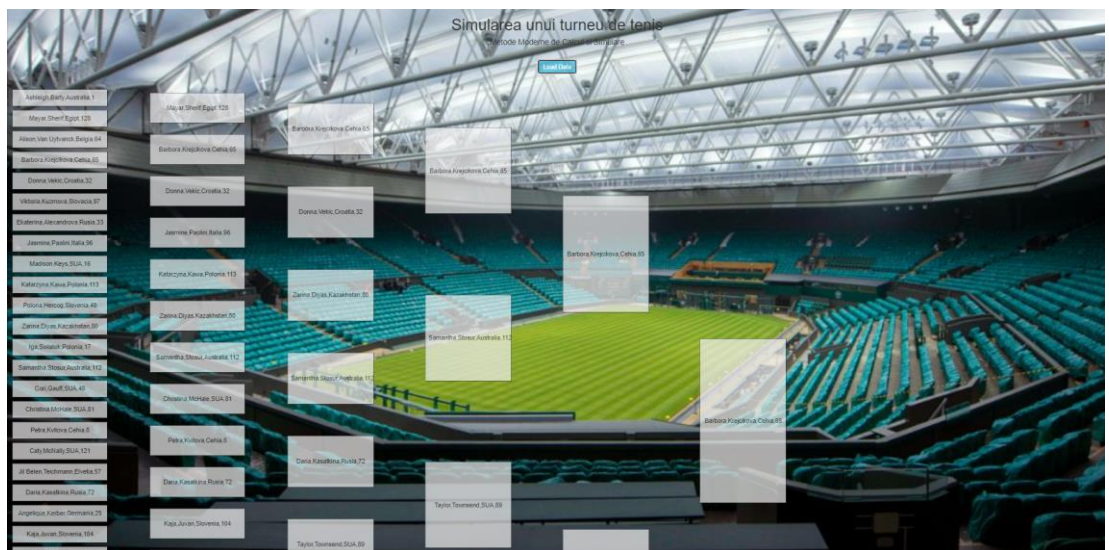 Simularea unui turneu de tenis
Metode Moderne de Calcul si Simulare
Load Data
Ashleigh,Barty,Australia,1
Mayar,Sherif,Egipt,128
Alison,Van Uytvanck,Belgia,64
Barbora,Krejcikova,Cehia,65
Donna,Vekic,Croatia,32
Viktoria,Kuzmova,Slovacia,97
Ekaterina,Alecandrova,Rusia,33
Jasmine,Paolini,Italia,96
Madison,Keys,SUA,16
Katarzyna,Kawa,Polonia,113
Polona,Hercog,Slovenia,48
Zarina,Diyas,Kazakhstan,80
Iga,Swiatek,Polonia,17
Samantha,Stosur,Australia,112
Cori,Gauff,SUA,48
Christina,McHale,SUA,81
Petra,Kvitova,Cehia,8
Caty,McNally,SUA,121
Jil Belen,Teichmann,Elvetia,57
Daria,Kasatkina,Rusia,72
Angelique,Kerber,Germania,25
Kaja,Juvan,Slovenia,104
Mayar,Sherif,Egipt,128
Barbora,Krejcikova,Cehia,65
Donna,Vekic,Croatia,32
Jasmine,Paolini,Italia,96
Katarzyna,Kawa,Polonia,113
Zarina,Diyas,Kazakhstan,80
Samantha,Stosur,Australia,112
Christina,McHale,SUA,81
Petra,Kvitova,Cehia,8
Daria,Kasatkina,Rusia,72
Kaja,Juvan,Slovenia,104
Barbora,Krejcikova,Cehia,65
Donna,Vekic,Croatia,32
Zarina,Diyas,Kazakhstan,80
Samantha,Stosur,Australia,112
Daria,Kasatkina,Rusia,72
Taylor,Townsend,SUA,89
Barbora,Krejcikova,Cehia,65
Samantha,Stosur,Australia,112
Taylor,Townsend,SUA,89
Barbora,Krejcikova,Cehia,65
Barbora,Krejcikova,Cehia,65